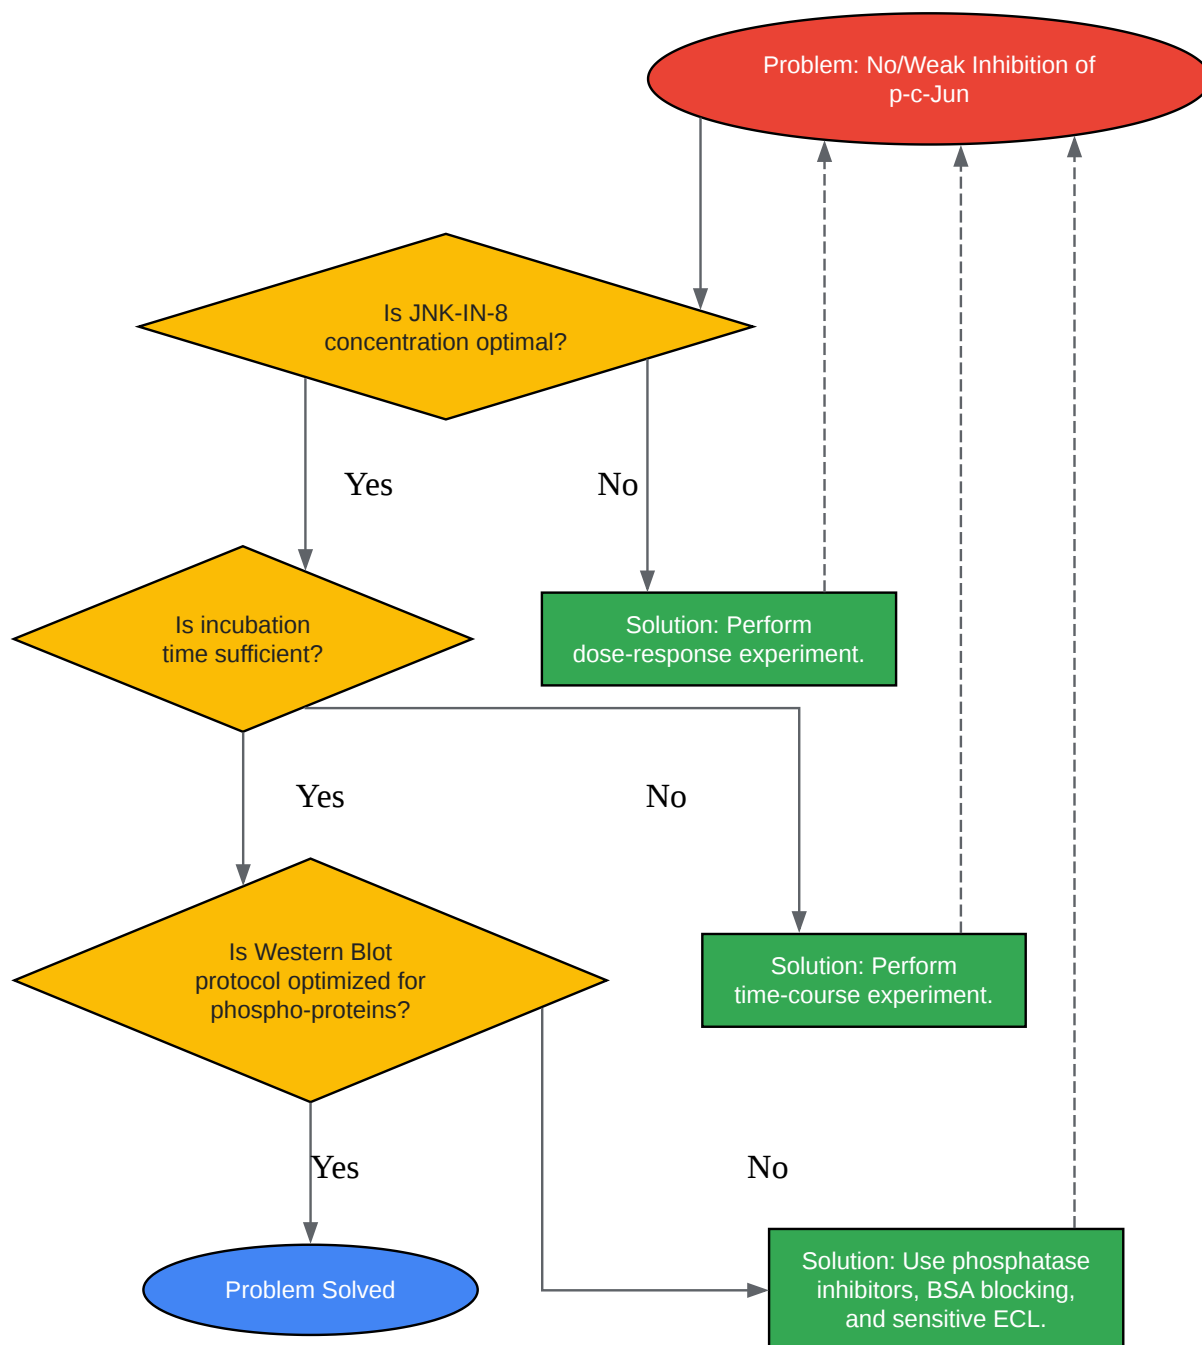 Problem: No/Weak Inhibition of
p-c-Jun
Is JNK-IN-8
concentration optimal?
Yes
No
Is incubation
time sufficient?
Solution: Perform
dose-response experiment.
Yes
No
Is Western Blot
protocol optimized for
phospho-proteins?
Solution: Perform
time-course experiment.
Yes
No
Problem Solved
Solution: Use phosphatase
inhibitors, BSA blocking,
and sensitive ECL.